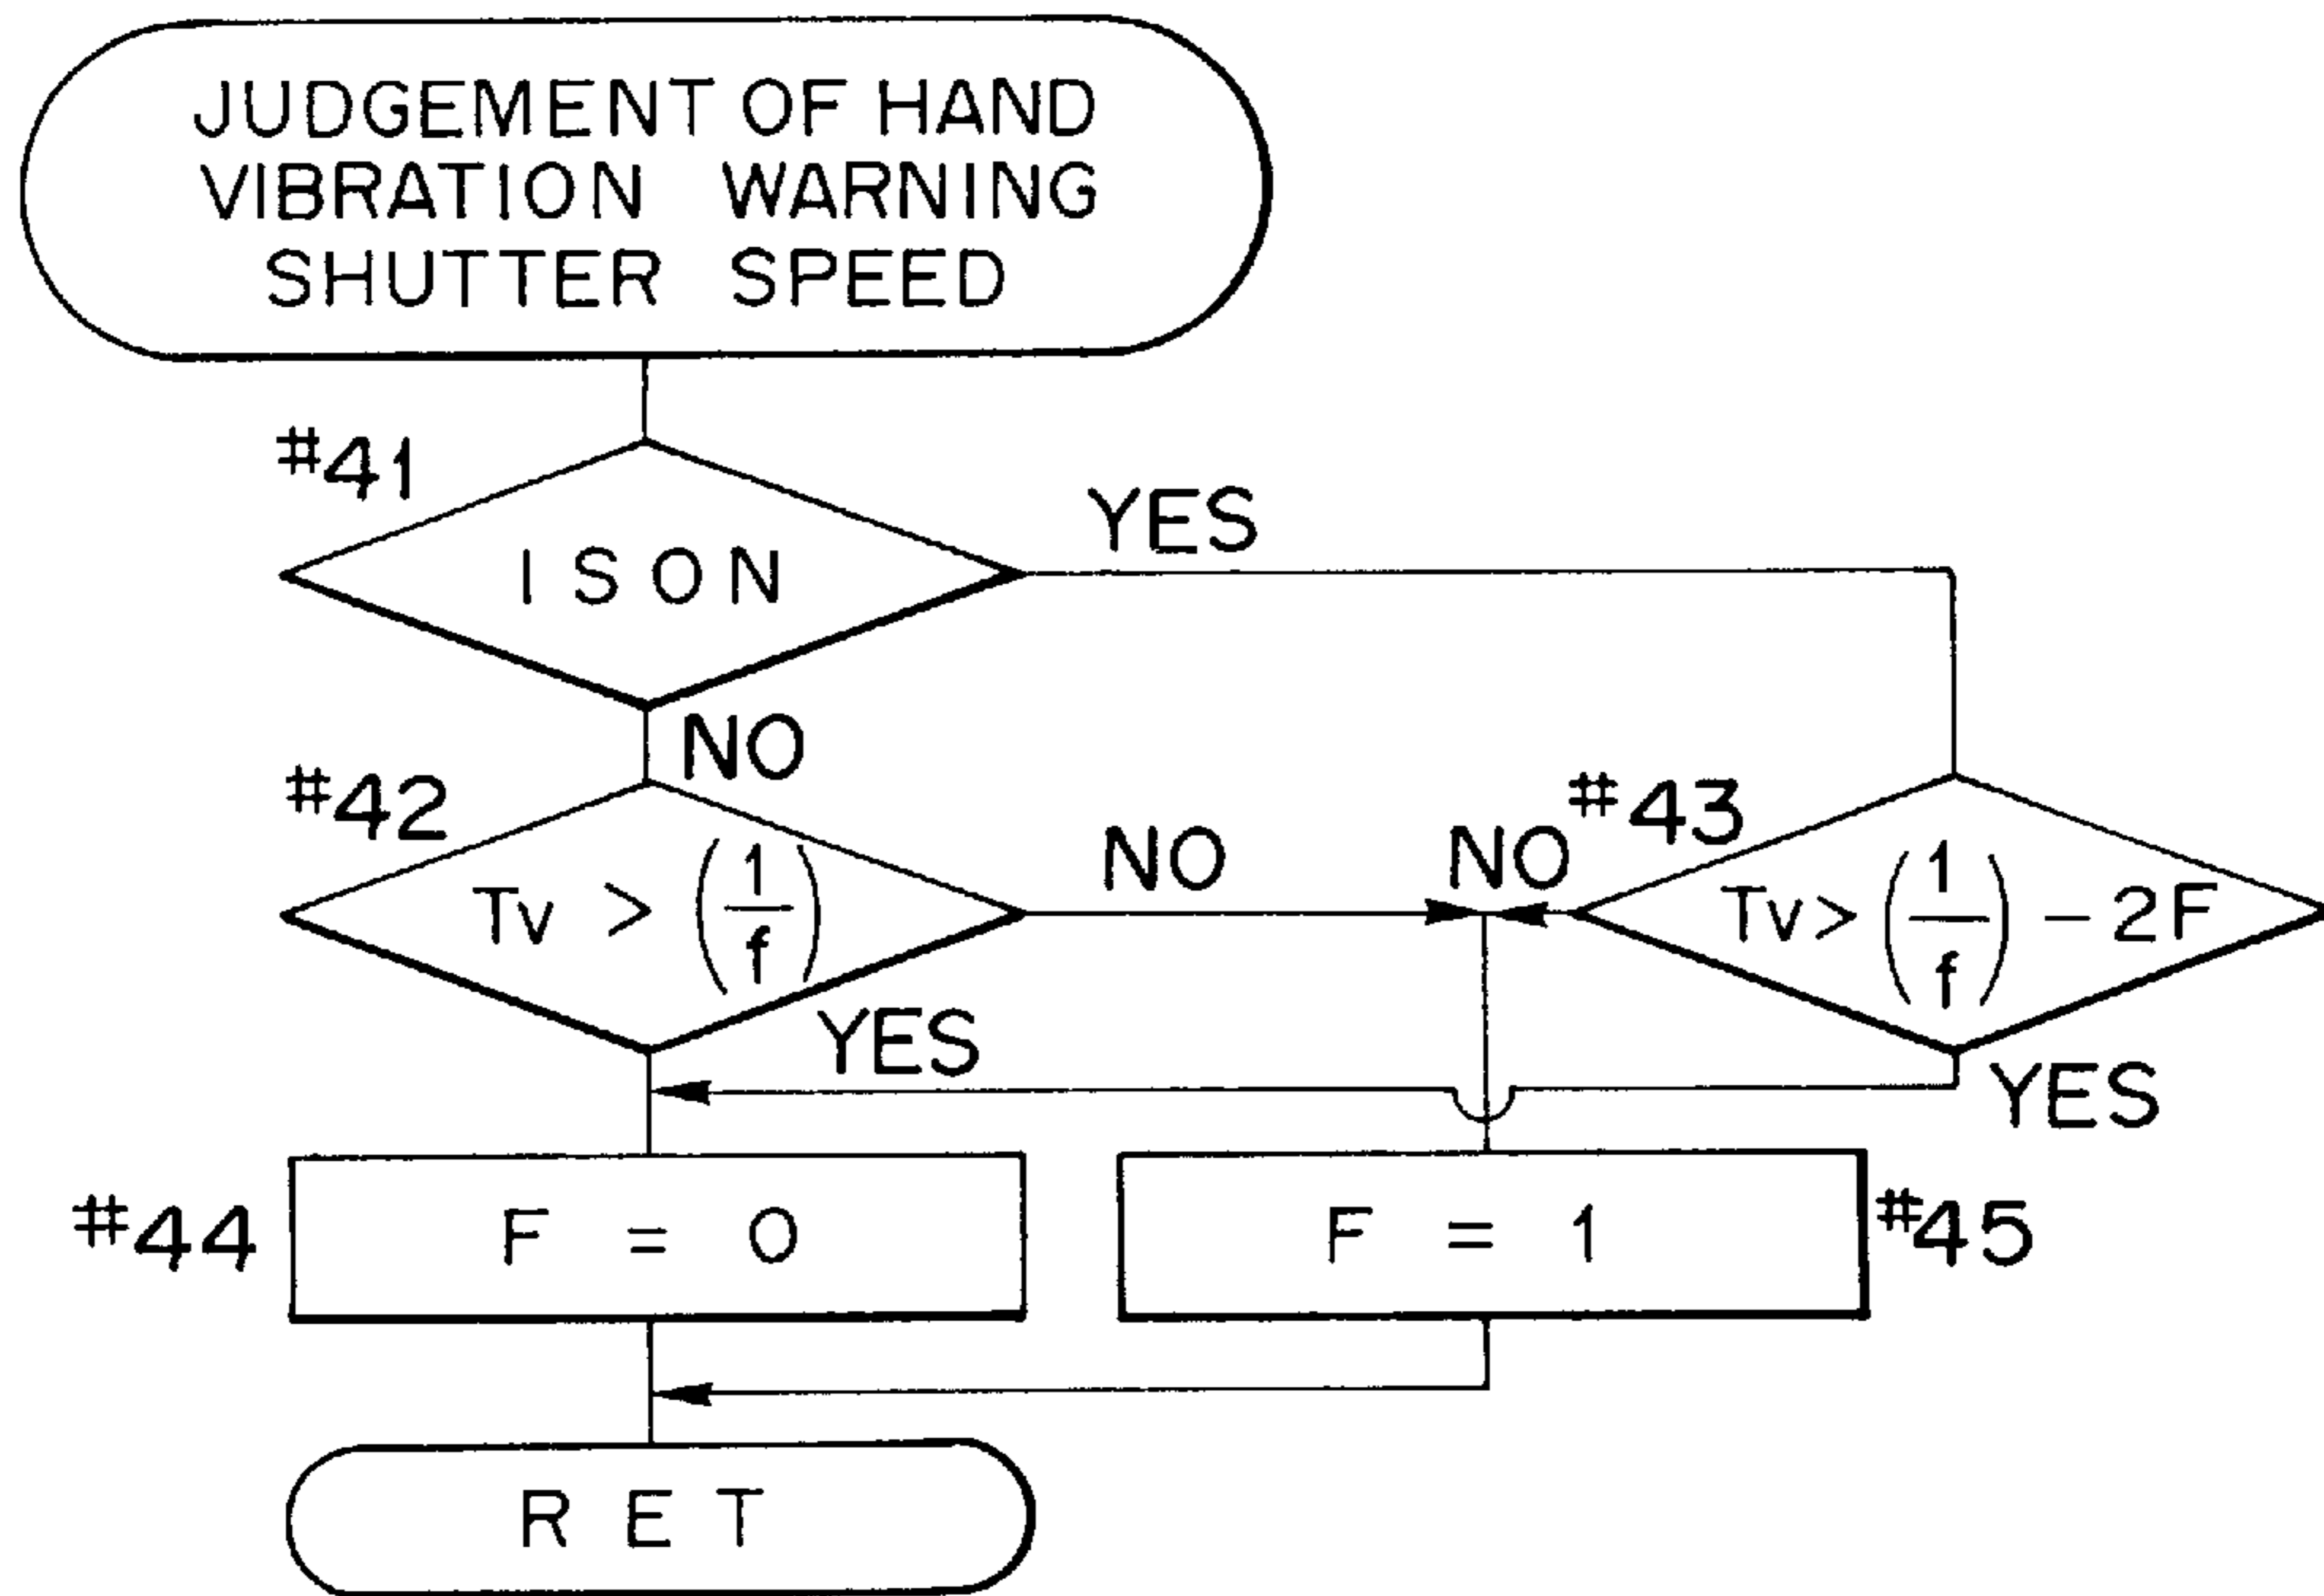 JUDGEMENT OF HAND
VIBRATION WARNING
SHUTTER SPEED
#41
ISON
YES
NO
#42
Tv > (1/f)
NO
YES
NO
#43
Tv > (1/f) - 2F
YES
#44
F = 0
F = 1
#45
RET